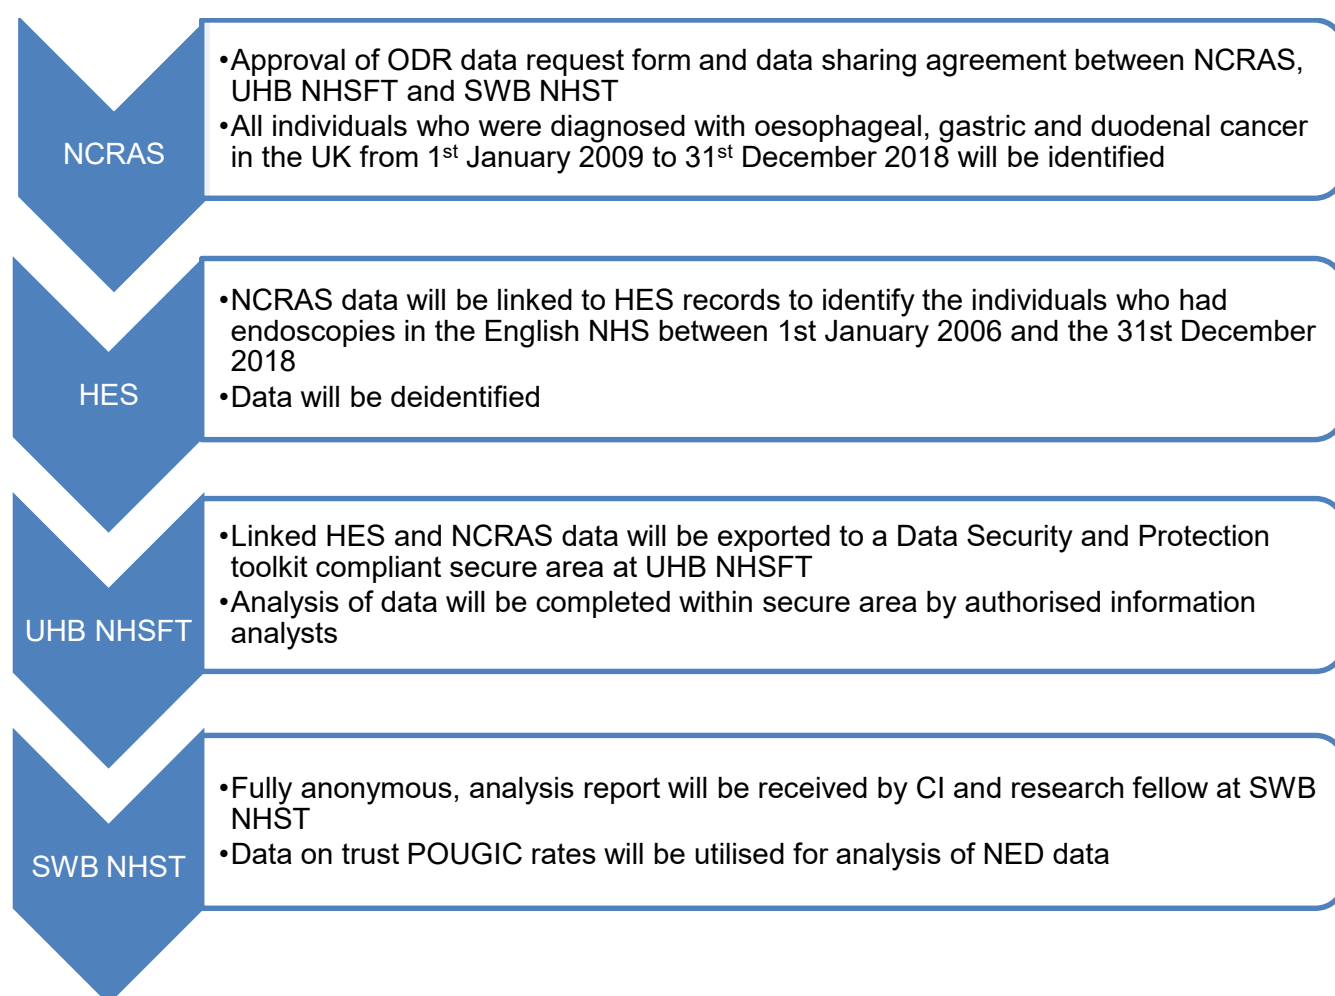 NCRAS
•Approval of ODR data request form and data sharing agreement between NCRAS,
UHB NHSFT and SWB NHST
•All individuals who were diagnosed with oesophageal, gastric and duodenal cancer
in the UK from 1st January 2009 to 31st December 2018 will be identified
HES
•NCRAS data will be linked to HES records to identify the individuals who had
endoscopies in the English NHS between 1st January 2006 and the 31st December
2018
•Data will be deidentified
UHB NHSFT
•Linked HES and NCRAS data will be exported to a Data Security and Protection
toolkit compliant secure area at UHB NHSFT
•Analysis of data will be completed within secure area by authorised information
analysts
SWB NHST
•Fully anonymous, analysis report will be received by CI and research fellow at SWB
NHST
•Data on trust POUGIC rates will be utilised for analysis of NED data